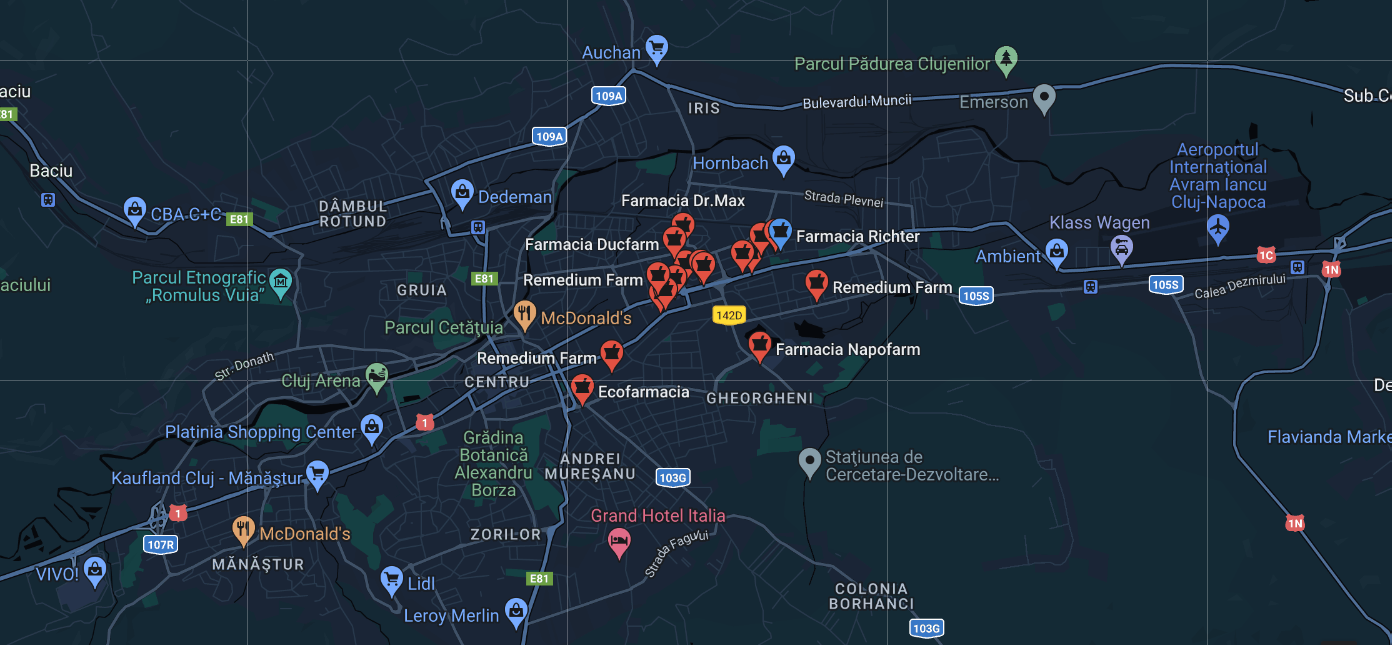 Auchan
Parcul Pădurea Clujenilor
aciu
Sub C
109A
Bulevardul Muncii
Emerson
IRIS
81
109A
Aeroportul
Internațional
Avram Iancu
Cluj-Napoca
Hornbach
Baciu
Dedeman
Strada Plevnei
Farmacia Dr.Max
DÂMBUL
ROTUND
CBA C+C
E81
Klass Wagen
Farmacia Richter
Farmacia Ducfarm
Ambient
1C
1N
Parcul Etnografic
„Romulus Vuia”
E81
Remedium Farm
aciului
GRUIA
Remedium Farm
105S
105S
Calea Dezmirului
McDonald's
142D
Parcul Cetățuia
Farmacia Napofarm
Remedium Farm
Str. Donath
Cluj Arena
CENTRU
De
Ecofarmacia
GHEORGHENI
1
Platinia Shopping Center
Flavianda Marke
Grădina
Botanică
Alexandru
Borza
ANDREI
MUREȘANU
Stațiunea de
Cercetare-Dezvoltare...
Kaufland Cluj - Mănăștur
103G
1
Grand Hotel Italia
1N
McDonald's
ZORILOR
107R
Strada Fagului
MĂNĂȘTUR
VIVO!
Lidl
E81
COLONIA
BORHANCI
Leroy Merlin
103G